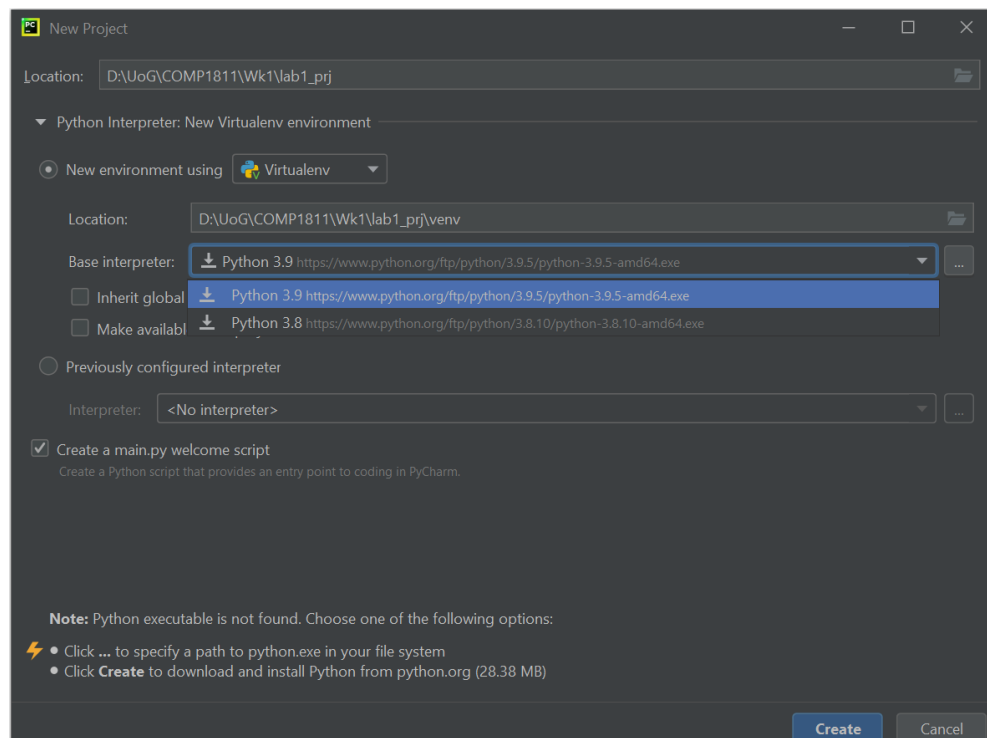 PC
New Project
Location: D:\UoG\COMP1811\Wk1\lab1_prj
Python Interpreter: New Virtualenv environment
New environment using Virtualenv
Location: D:\UoG\COMP1811\Wk1\lab1_prj\venv
Base interpreter: Python 3.9 https://www.python.org/ftp/python/3.9.5/python-3.9.5-amd64.exe ...
Inherit global Python 3.9 https://www.python.org/ftp/python/3.9.5/python-3.9.5-amd64.exe
Make availabl Python 3.8 https://www.python.org/ftp/python/3.8.10/python-3.8.10-amd64.exe
Previously configured interpreter
Interpreter: <No interpreter> ...
Create a main.py welcome script
Create a Python script that provides an entry point to coding in PyCharm.
Note: Python executable is not found. Choose one of the following options:
• Click ... to specify a path to python.exe in your file system
• Click Create to download and install Python from python.org (28.38 MB)
Create Cancel